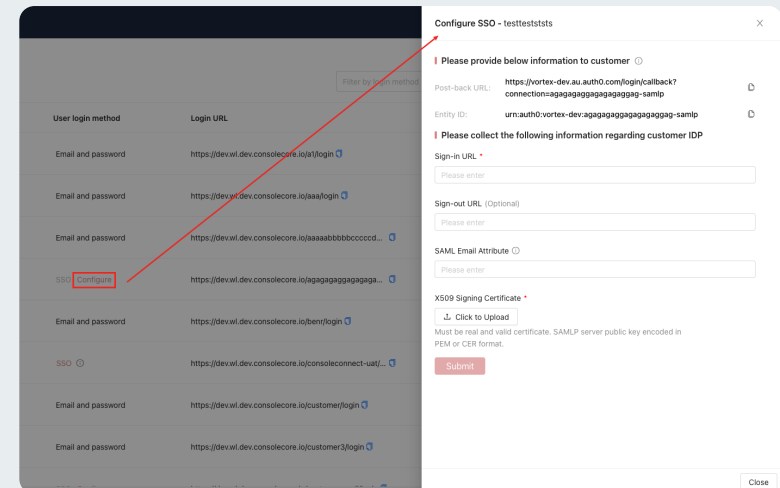 Configure SSO - testtestststs
Please provide below information to customer
Post-back URL:
https://vortex-dev.au.auth0.com/login/callback?
connection=agagagaggagagagaggag-samlp
Entity ID:
urn:auth0:vortex-dev:agagagaggagagagaggag-samlp
Please collect the following information regarding customer IDP
Sign-in URL *
Please enter
Sign-out URL (Optional)
Please enter
SAML Email Attribute
Please enter
X509 Signing Certificate *
Click to Upload
Must be real and valid certificate. SAMLP server public key encoded in
PEM or CER format.
Submit
Close
Filter by login method
User login method Login URL
Email and password https://dev.wl.dev.consolecore.io/a1/login
Email and password https://dev.wl.dev.consolecore.io/aaa/login
Email and password https://dev.wl.dev.consolecore.io/aaaaabbbbbcccccd...
SSO Configure https://dev.wl.dev.consolecore.io/agagagaggagagaga...
Email and password https://dev.wl.dev.consolecore.io/benr/login
SSO https://dev.wl.dev.consolecore.io/consoleconnect-uat/...
Email and password https://dev.wl.dev.consolecore.io/customer/login
Email and password https://dev.wl.dev.consolecore.io/customer3/login